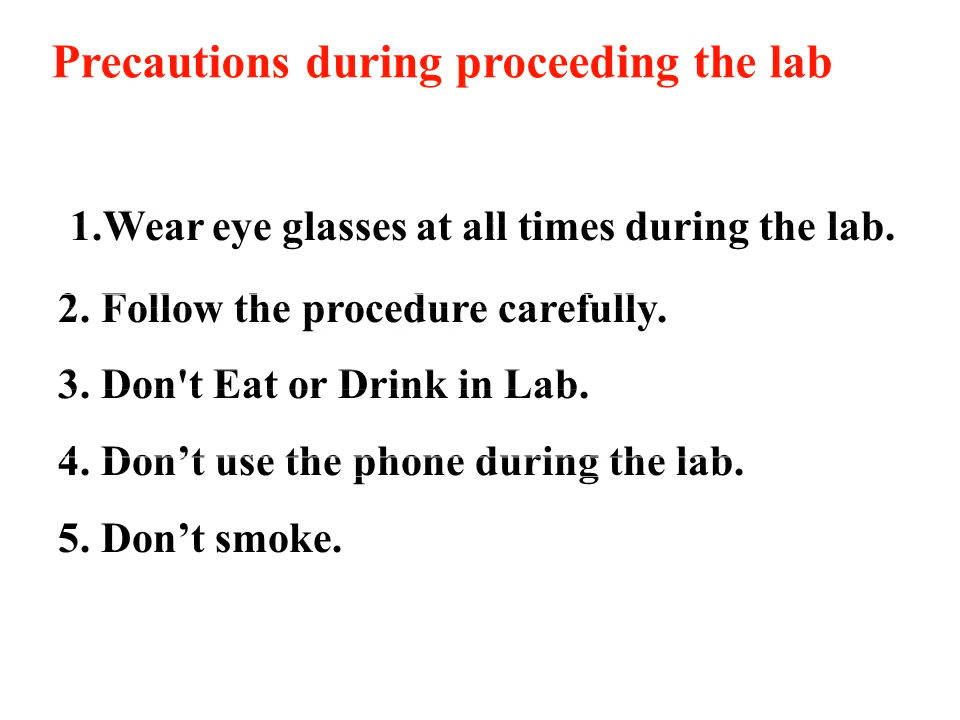 Precautions during proceeding the lab
1.Wear eye glasses at all times during the lab.
2. Follow the procedure carefully.
3. Don't Eat or Drink in Lab.
4. Don’t use the phone during the lab.
5. Don’t smoke.